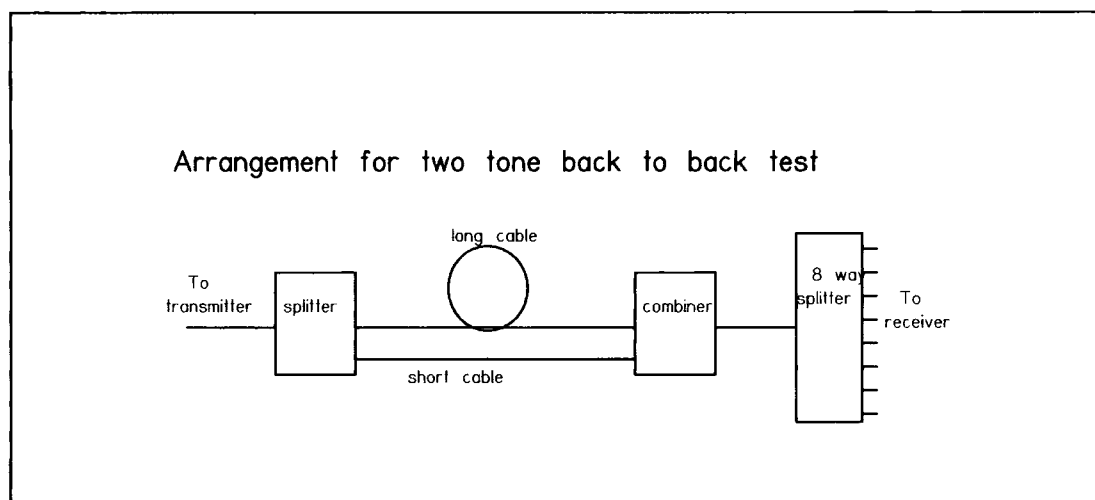 Arrangement for two tone back to back test
long cable
To
transmitter
splitter
combiner
8 way
splitter
To
receiver
short cable